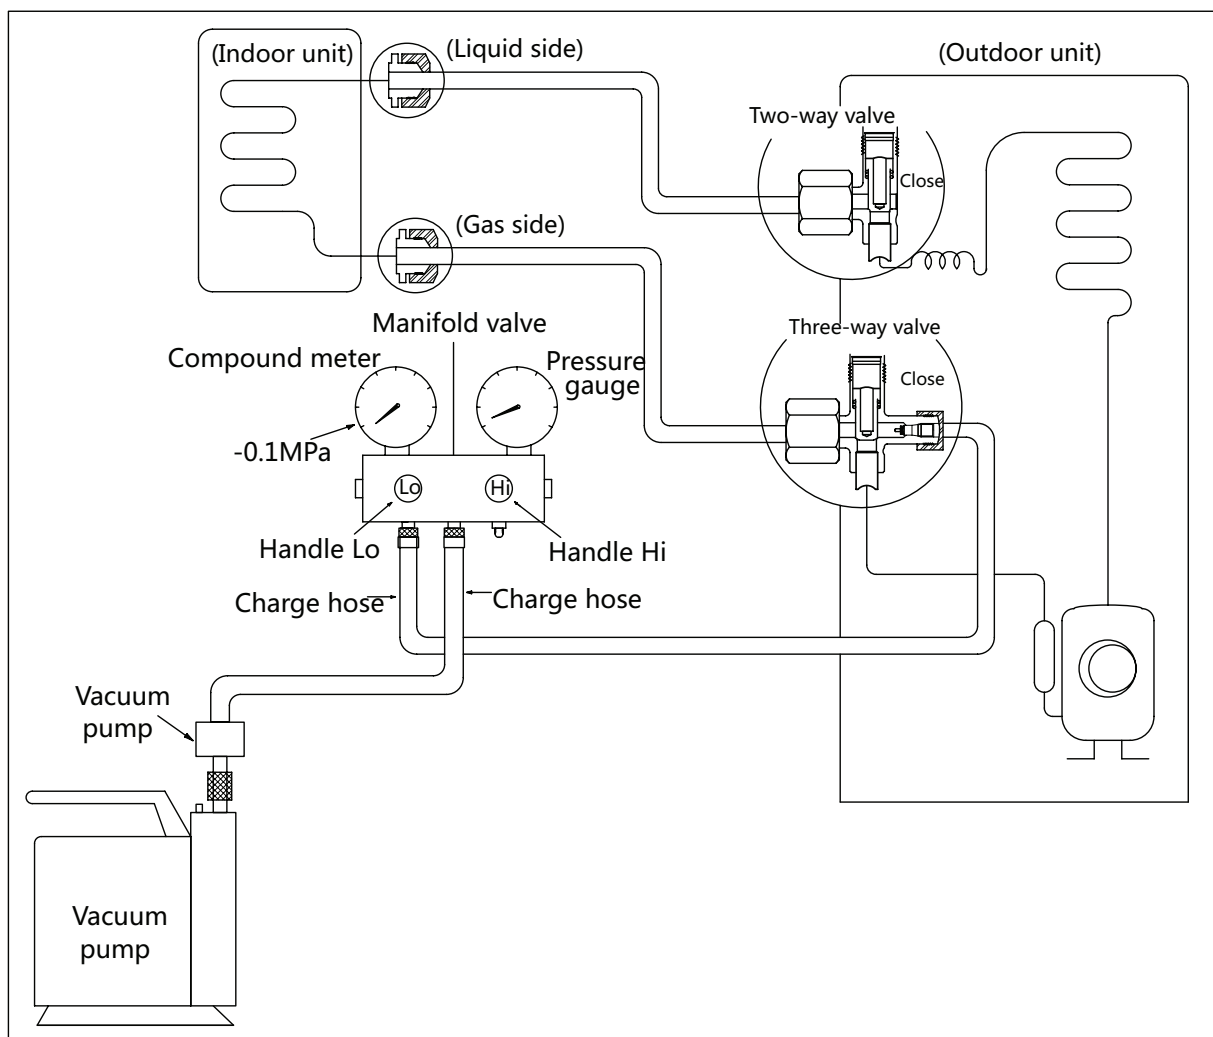 (Indoor unit)
(Liquid side)
(Outdoor unit)
Two-way valve
Close
(Gas side)
Manifold valve
Three-way valve
Compound meter
Pressure
gauge
Close
-0.1MPa
Lo
Hi
Handle Lo
Handle Hi
Charge hose
Charge hose
Vacuum
pump
Vacuum
pump